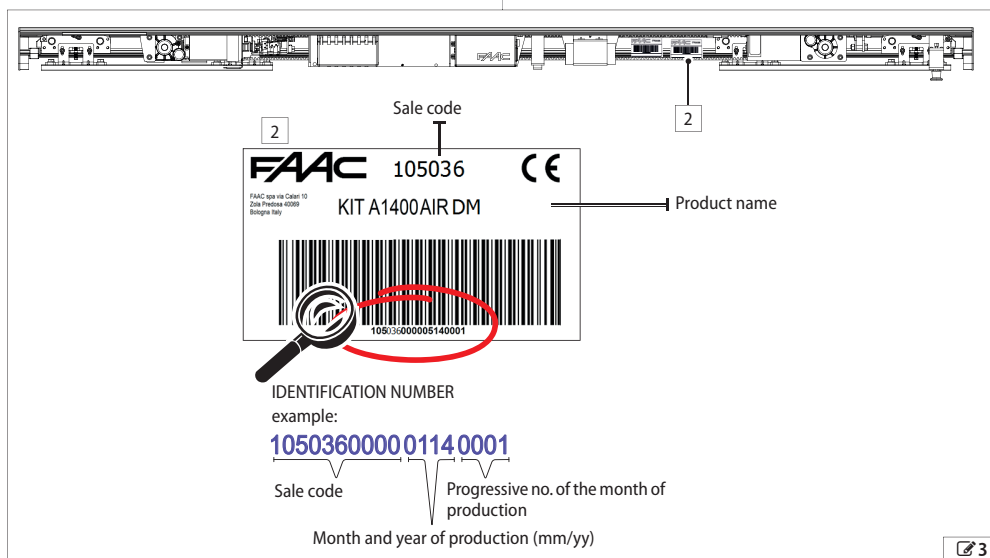 FAAC
2
Sale code
2
FAAC 105036 CE
FAAC spa via Calari 10
Zola Predosa 40069
Bologna Italy
KIT A1400AIR DM
Product name
105036000005140001
IDENTIFICATION NUMBER
example:
1050360000 0114 0001
Sale code
Progressive no. of the month of
production
Month and year of production (mm/yy)
3